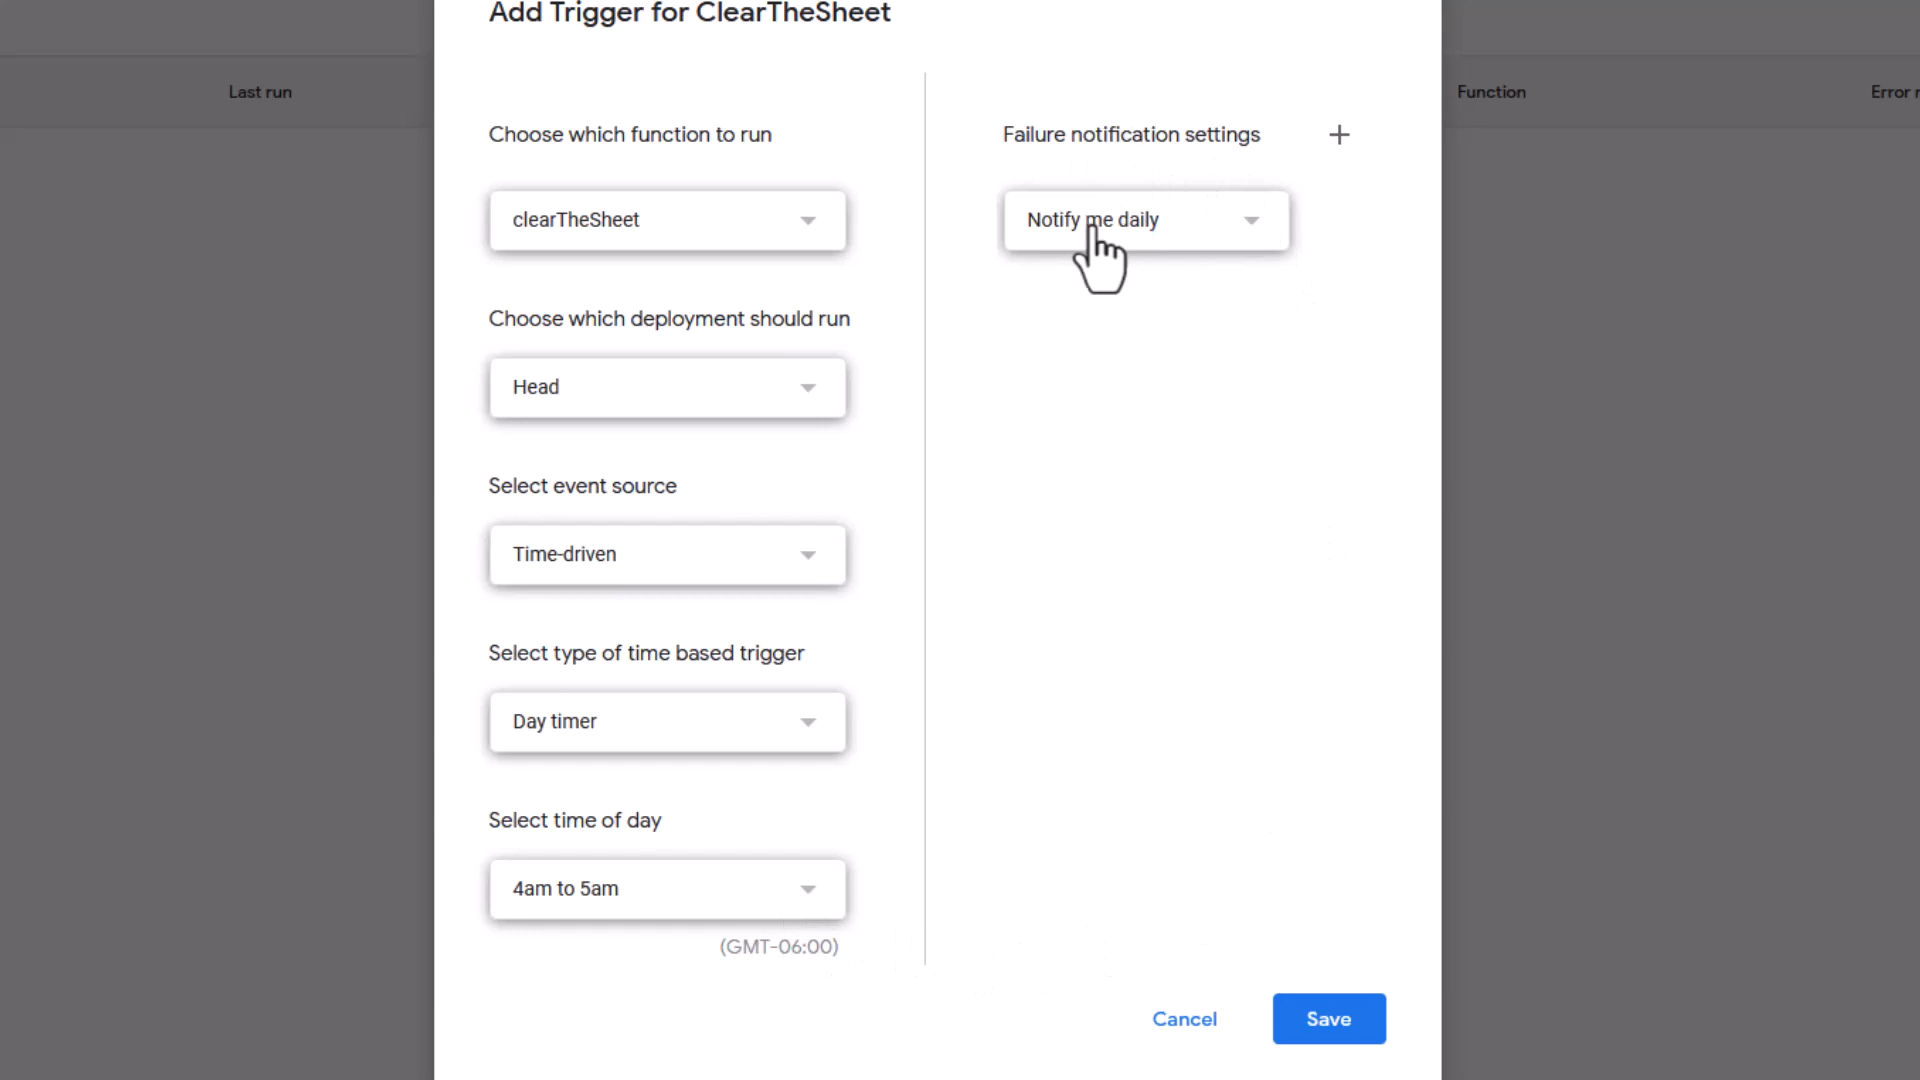 Add Trigger for ClearTheSheet
Last run
Function
Error r
Choose which function to run
clearTheSheet
Choose which deployment should run
Head
Select event source
Time-driven
Select type of time based trigger
Day timer
Select time of day
4am to 5am
(GMT-06:00)
Failure notification settings
Notify me daily
Cancel
Save